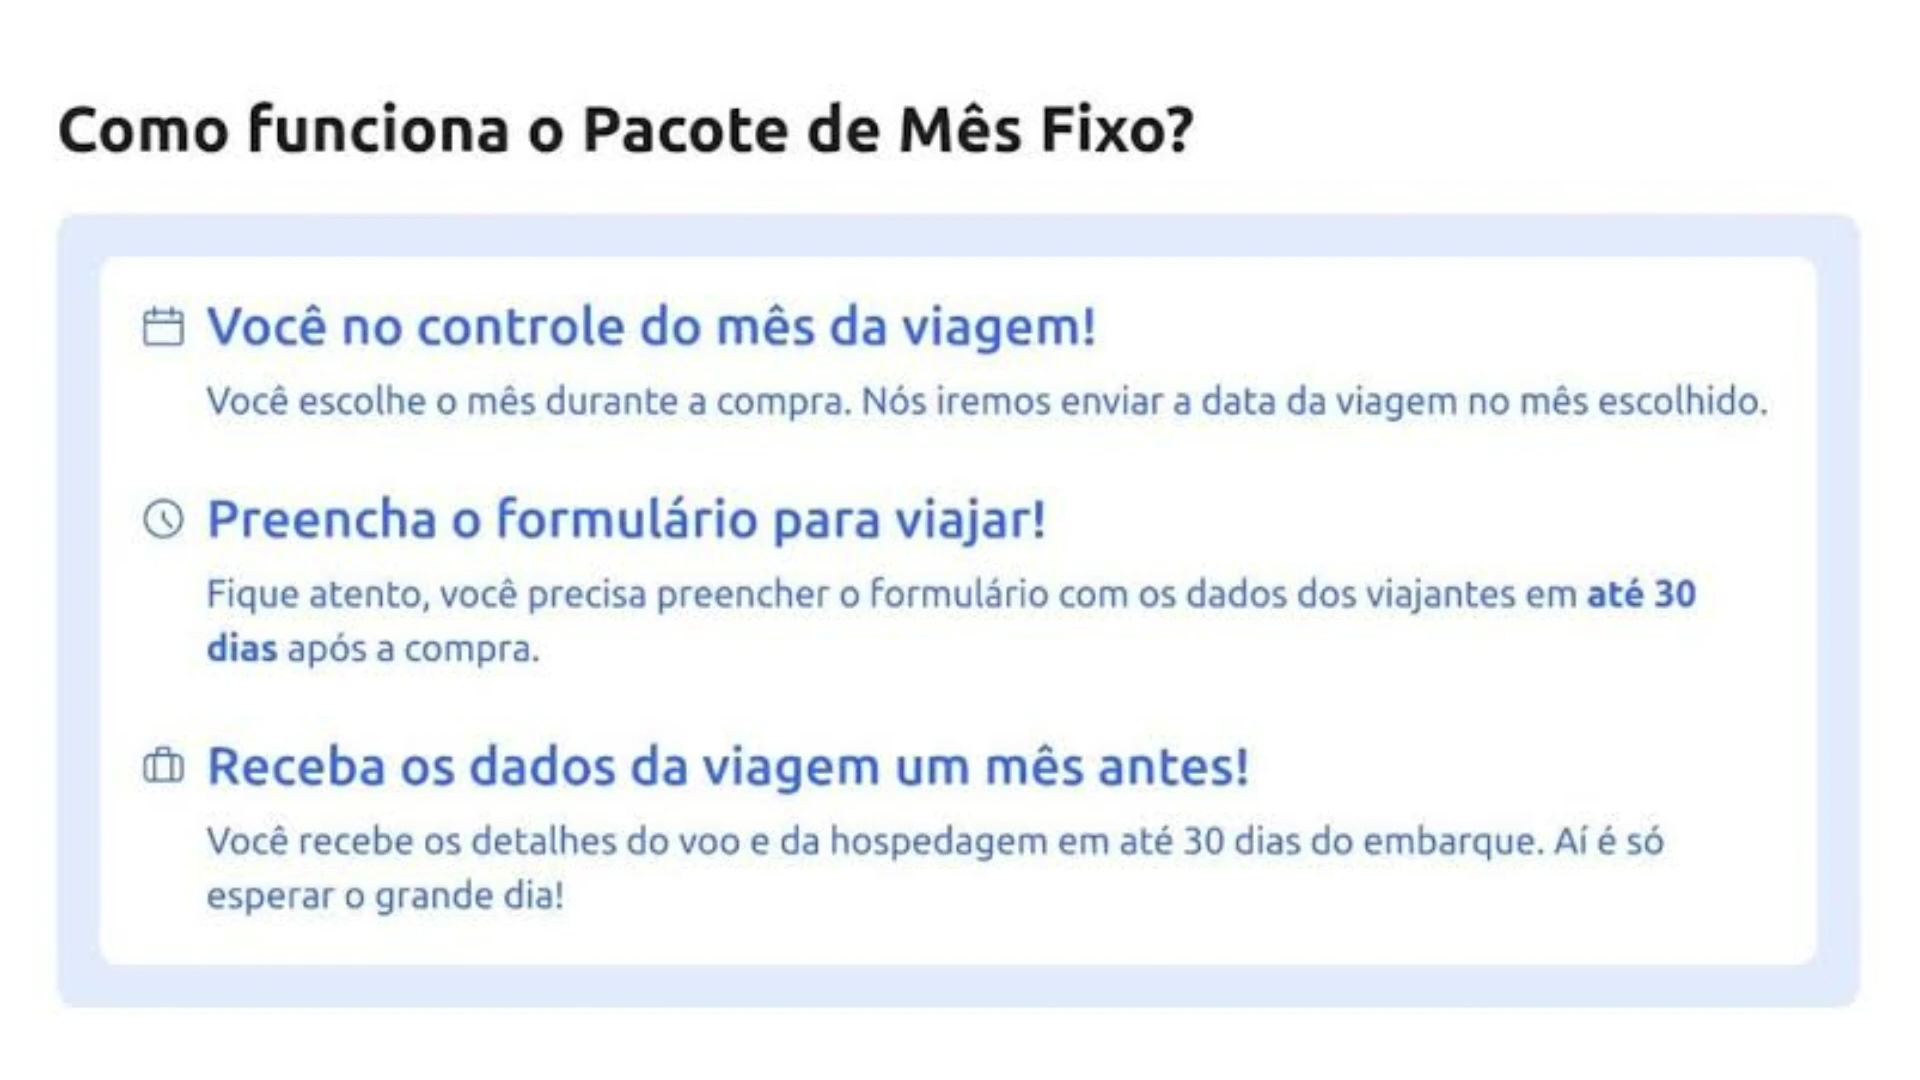 Como funciona o Pacote de Mês Fixo?
Você no controle do mês da viagem!
Você escolhe o mês durante a compra. Nós iremos enviar a data da viagem no mês escolhido.
Preencha o formulário para viajar!
Fique atento, você precisa preencher o formulário com os dados dos viajantes em até 30
dias após a compra.
Receba os dados da viagem um mês antes!
Você recebe os detalhes do voo e da hospedagem em até 30 dias do embarque. Aí é só
esperar o grande dia!